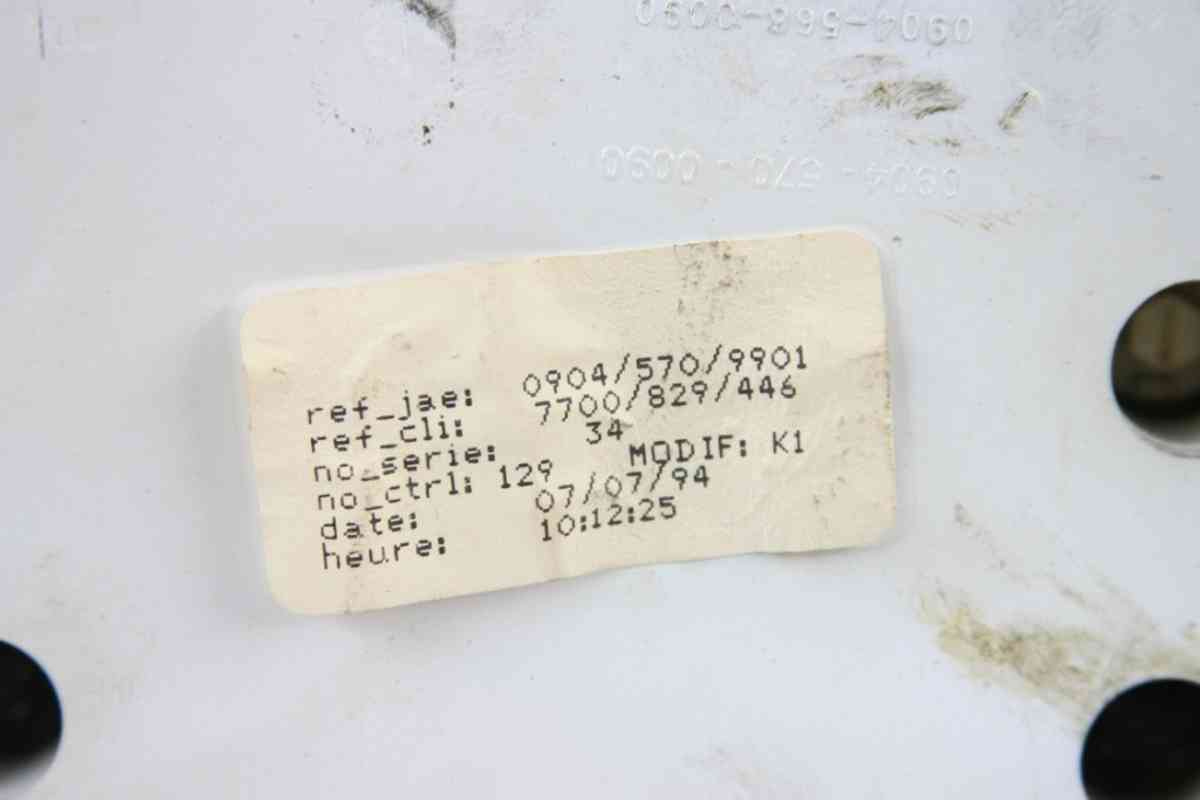 0904-568-0090
0904-570-0090
ref_jae: 0904/570/9901
ref_cli: 7700/829/446
no_serie: 34
no_ctrl: 129 MODIF: K1
date: 07/07/94
heure: 10:12:25